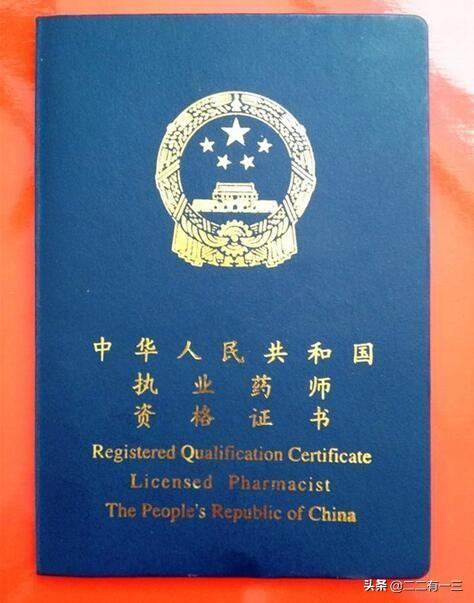 中华人民共和国
执业药师
资格证书
Registered Qualification Certificate
Licensed Pharmacist
The People's Republic of China
头条 @二二有一三